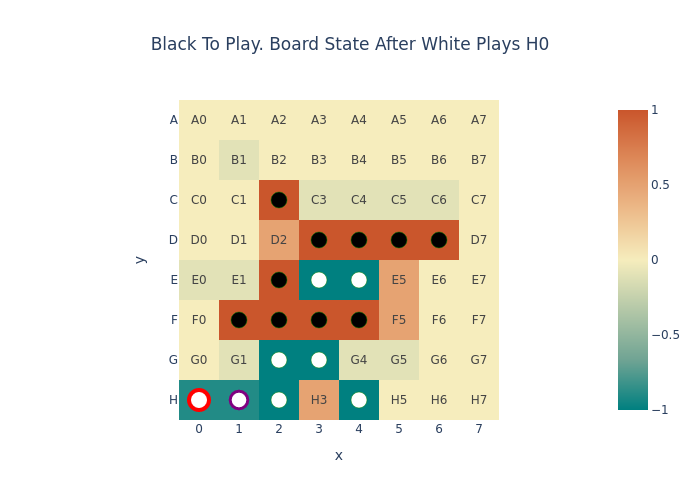 Black To Play. Board State After White Plays H0
A A0 A1 A2 A3 A4 A5 A6 A7
B B0 B1 B2 B3 B4 B5 B6 B7
C C0 C1 C3 C4 C5 C6 C7
D D0 D1 D2 D7
E E0 E1 E5 E6 E7
F F0 F5 F6 F7
G G0 G1 G4 G5 G6 G7
H H3 H5 H6 H7
0 1 2 3 4 5 6 7
x
y
1
0.5
0
−0.5
−1